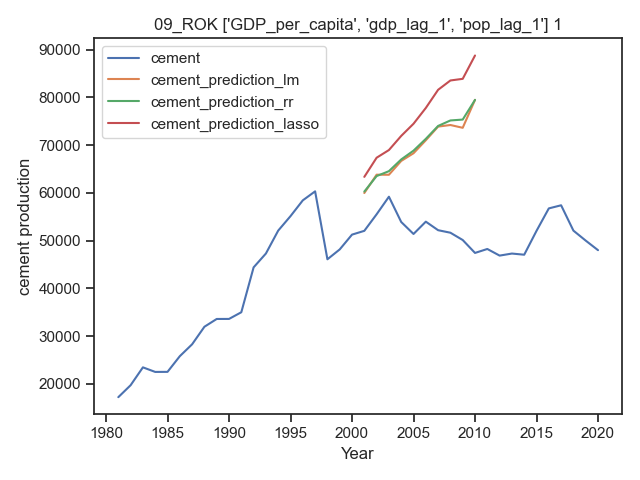 09_ROK ['GDP_per_capita', 'gdp_lag_1', 'pop_lag_1'] 1
cement
cement_prediction_lm
cement_prediction_rr
cement_prediction_lasso
cement production
90000
80000
70000
60000
50000
40000
30000
20000
1980 1985 1990 1995 2000 2005 2010 2015 2020
Year